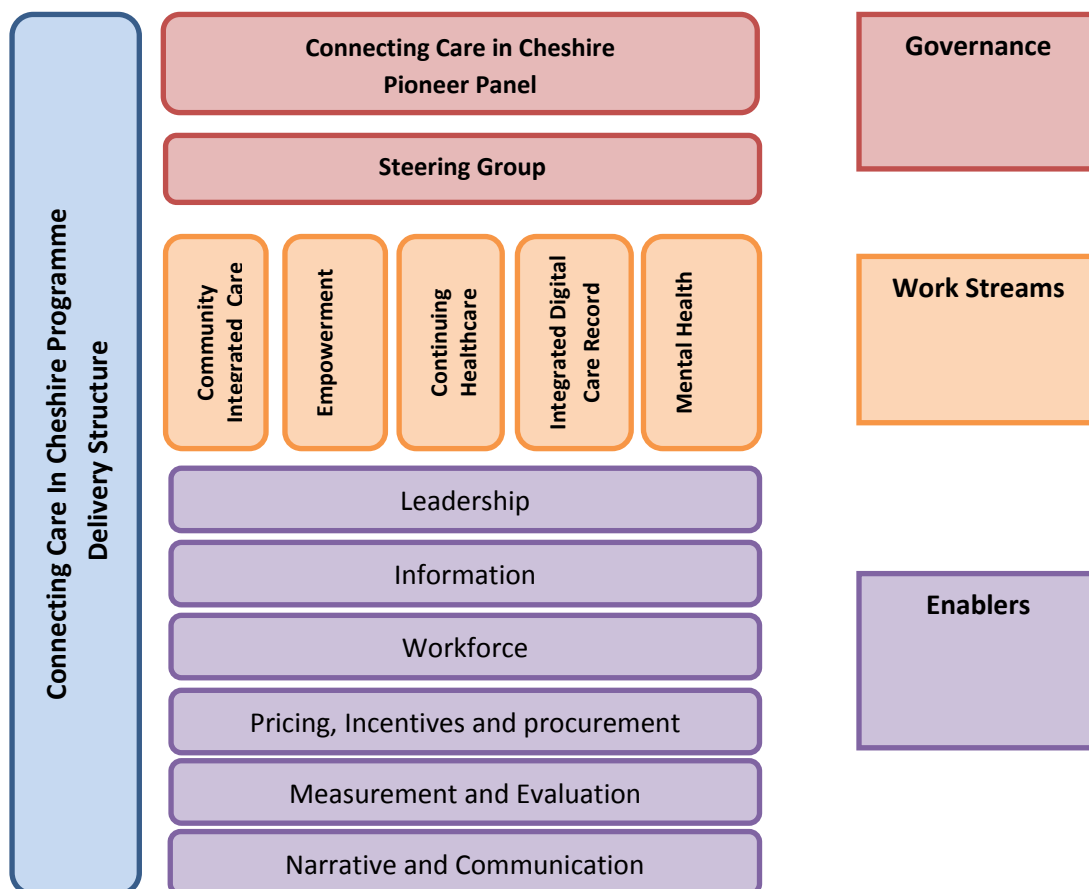 Connecting Care In Cheshire Programme
Delivery Structure
Connecting Care in Cheshire
Pioneer Panel
Governance
Steering Group
Community
Integrated Care
Empowerment
Continuing
Healthcare
Integrated Digital
Care Record
Mental Health
Work Streams
Leadership
Information
Workforce
Pricing, Incentives and procurement
Measurement and Evaluation
Narrative and Communication
Enablers